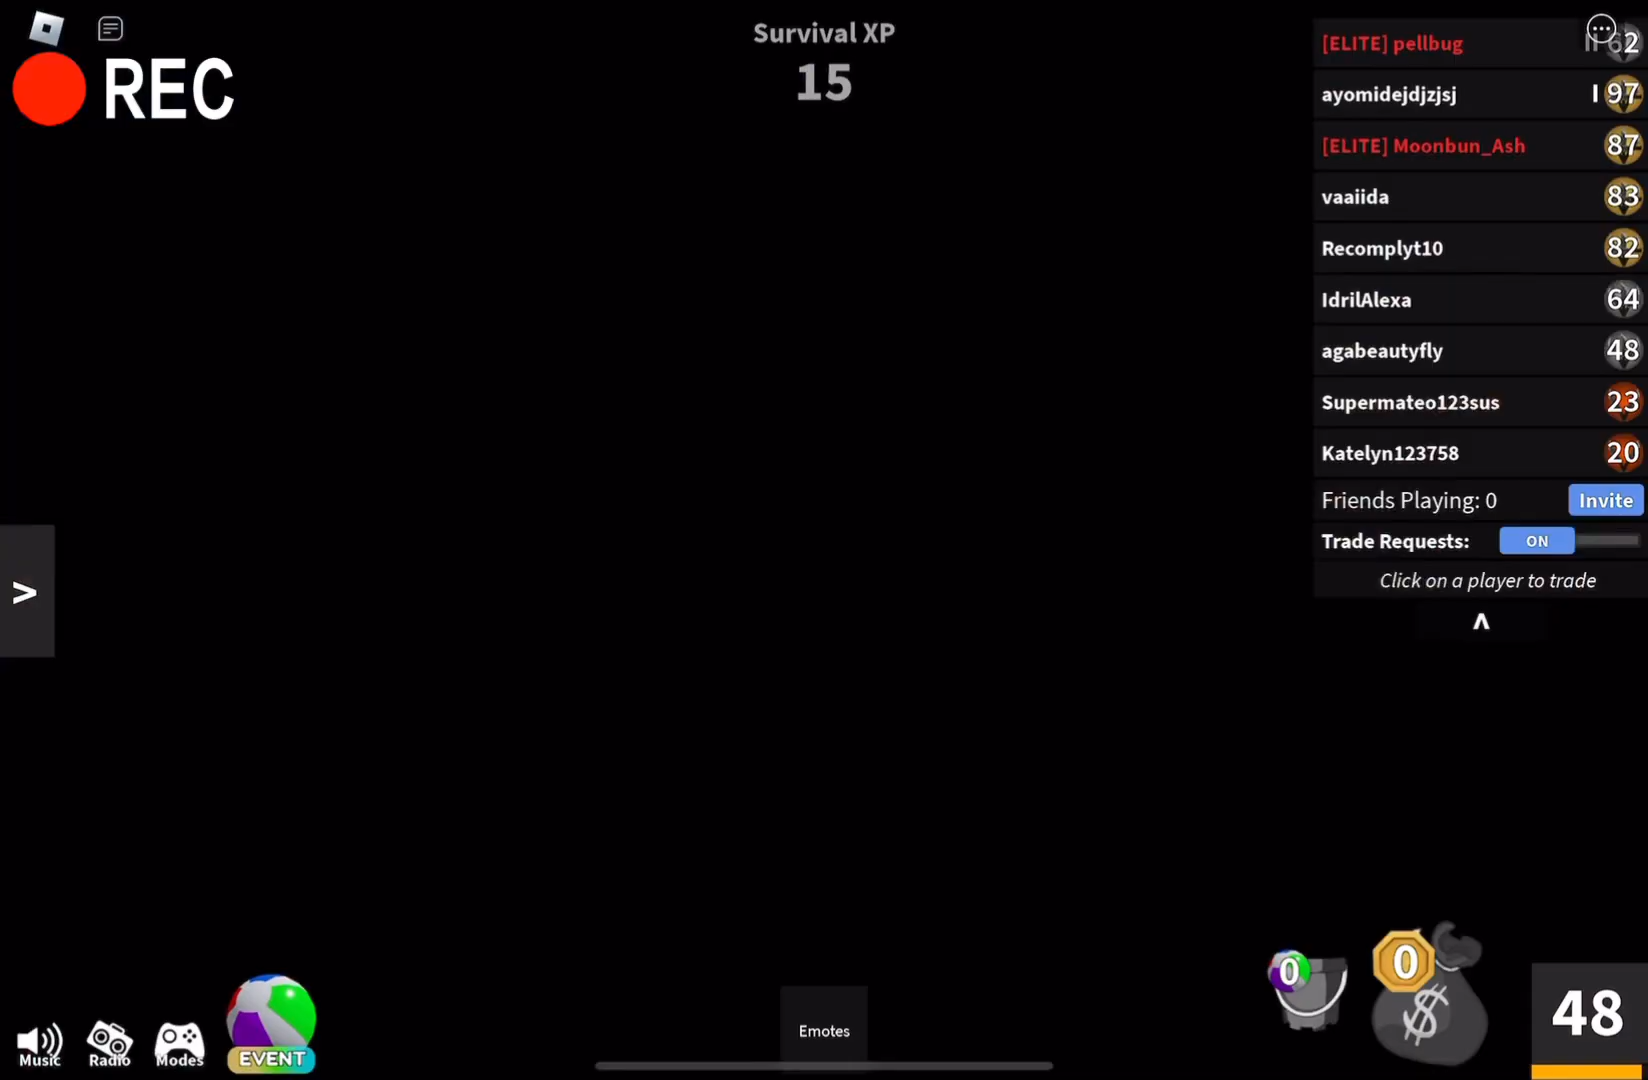 REC
Survival XP
15
[ELITE] pellbug II 62
ayomidejdjzjsj I 97
[ELITE] Moonbun_Ash 87
vaaiida 83
Recomplyt10 82
IdrilAlexa 64
agabeautyfly 48
Supermateo123sus 23
Katelyn123758 20
Friends Playing: 0 Invite
Trade Requests: ON
Click on a player to trade
>
Music
Radio
Modes
EVENT
Emotes
0
0
$
48